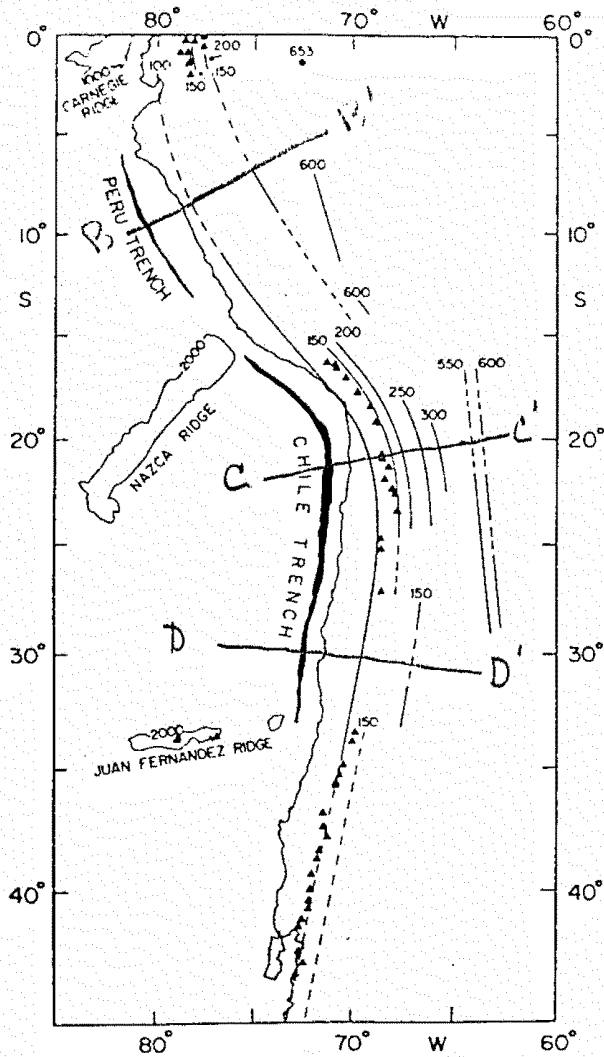 80° 70° W 60°
0° 0°
1000
CARNEGIE
RIDGE
100
150
200
150
653
600
PERU TRENCH
10° 10°
S S
600
150
200
2000
NAZCA RIDGE
250
300
550
600
20° 20°
C C'
CHILE TRENCH
150
D D'
30° 30°
2000
JUAN FERNANDEZ RIDGE
150
40° 40°
80° 70° W 60°